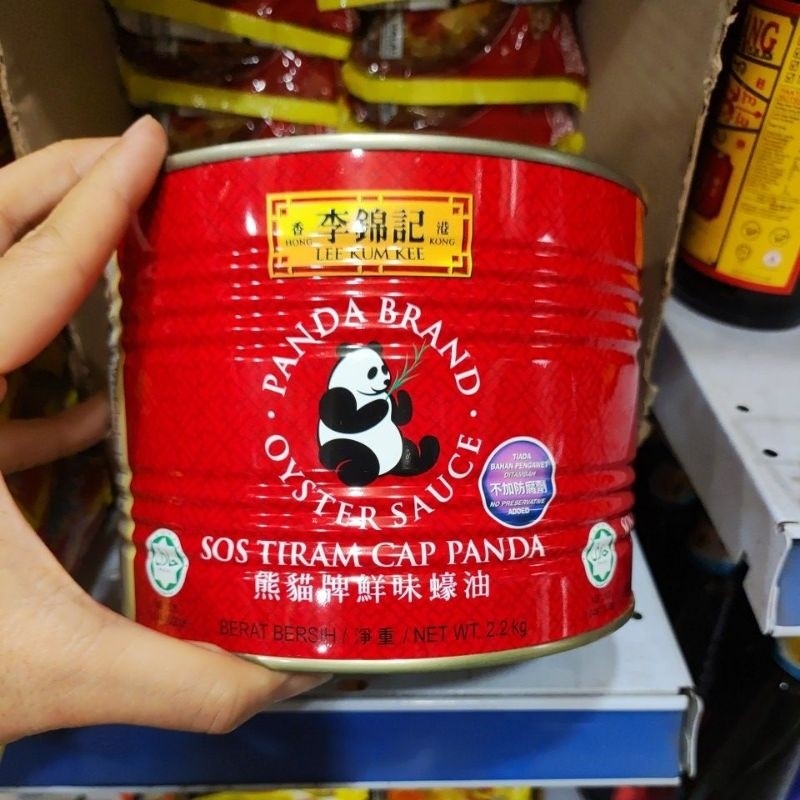 香 李錦記 港
HONG KONG
LEE KUM KEE
PANDA BRAND
OYSTER SAUCE
TIADA
BAHAN PENGAWET
DITAMBAH
不加防腐劑
NO PRESERVATIVE
ADDED
SOS TIRAM CAP PANDA
熊貓牌鮮味蠔油
BERAT BERSIH / 淨重 / NET WT. 2.2 kg